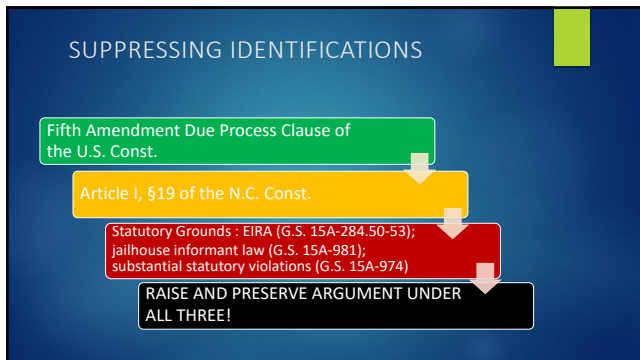 SUPPRESSING IDENTIFICATIONS
Fifth Amendment Due Process Clause of
the U.S. Const.
Article I, §19 of the N.C. Const.
Statutory Grounds : EIRA (G.S. 15A-284.50-53);
jailhouse informant law (G.S. 15A-981);
substantial statutory violations (G.S. 15A-974)
RAISE AND PRESERVE ARGUMENT UNDER
ALL THREE!